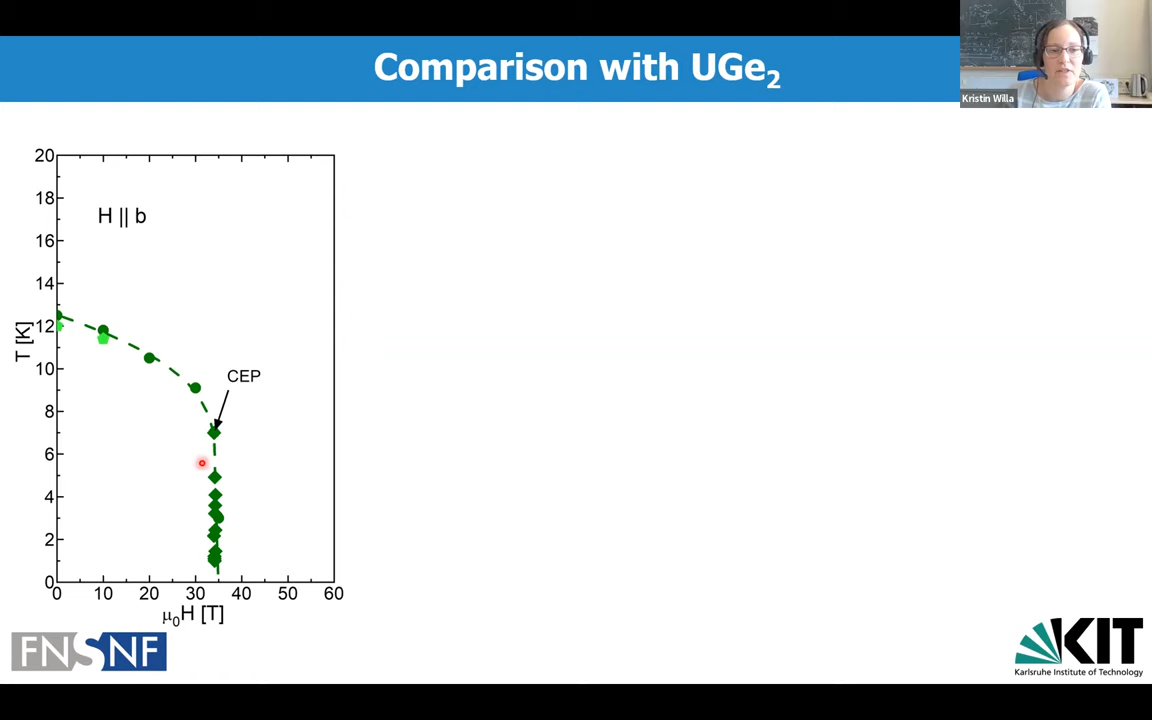 Comparison with UGe₂
Kristin Willa
20
18
16
14
12
10
8
6
4
2
0
H || b
CEP
T [K]
0 10 20 30 40 50 60
μ₀H [T]
FNSNF
KIT
Karlsruhe Institute of Technology